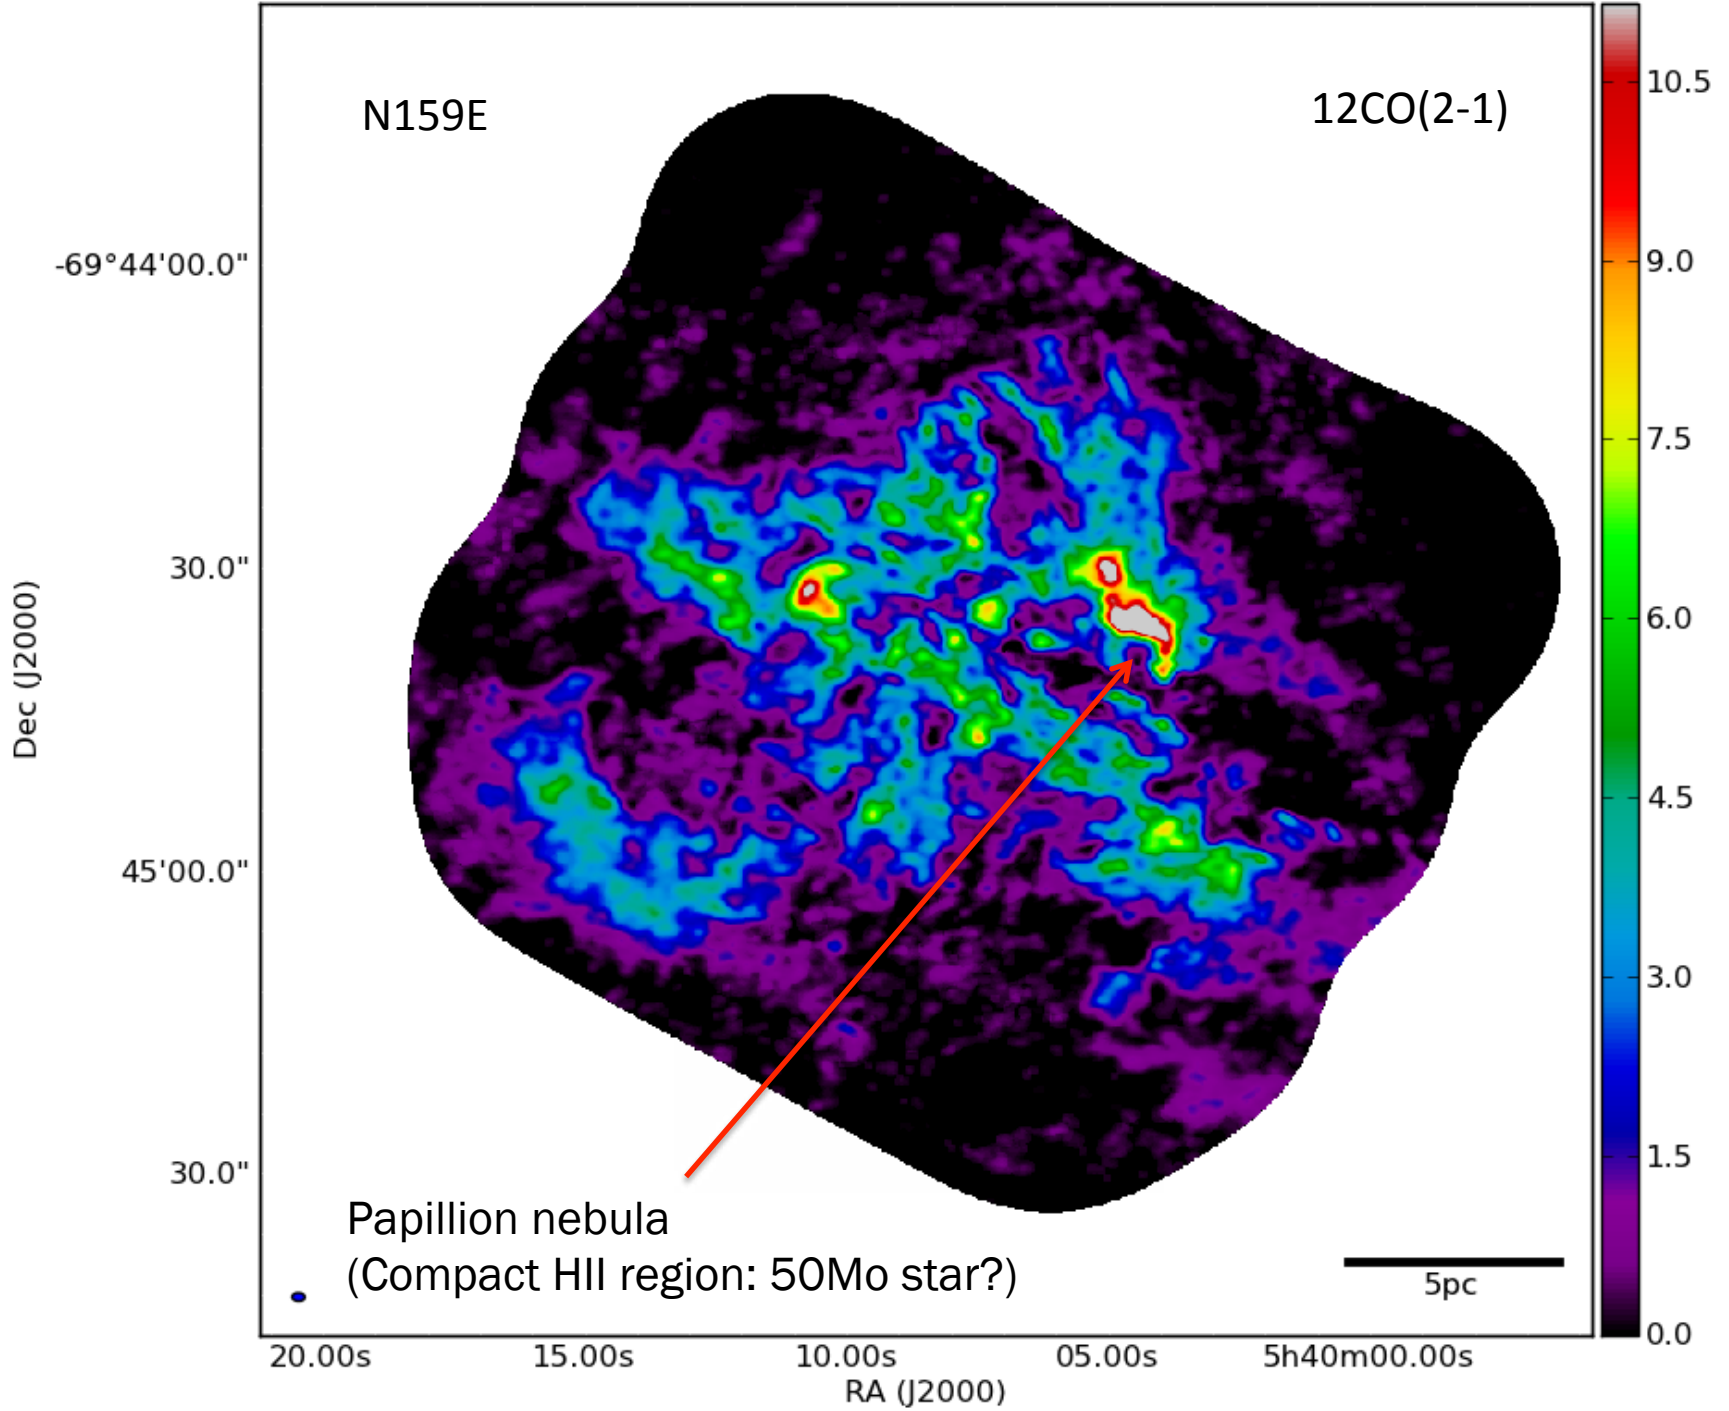 N159E
12CO(2-1)
10.5
9.0
7.5
6.0
4.5
3.0
1.5
0.0
-69°44'00.0"
30.0"
45'00.0"
30.0"
Dec (J2000)
Papillion nebula
(Compact HII region: 50Mo star?)
5pc
20.00s 15.00s 10.00s 05.00s 5h40m00.00s
RA (J2000)